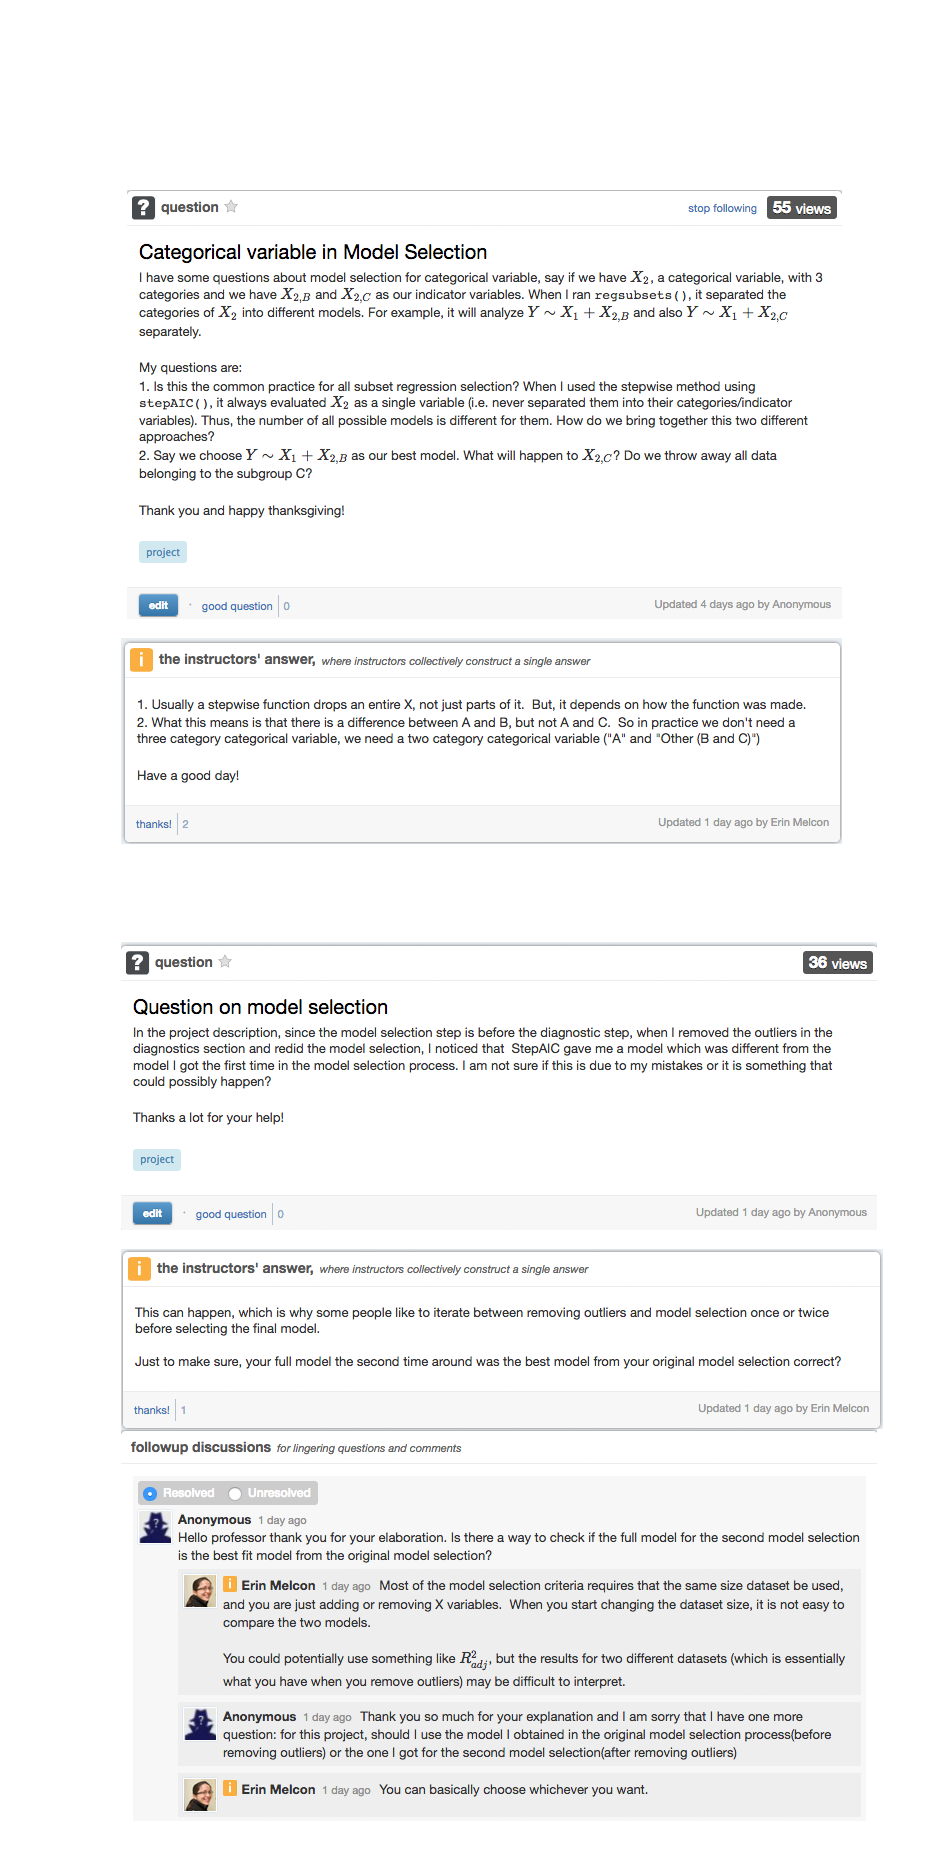 ? question
stop following 55 views
Categorical variable in Model Selection
I have some questions about model selection for categorical variable, say if we have X2, a categorical variable, with 3
categories and we have X2,B and X2,C as our indicator variables. When I ran regsubsets(), it separated the
categories of X2 into different models. For example, it will analyze Y ∼ X1 + X2,B and also Y ∼ X1 + X2,C
separately.
My questions are:
1. Is this the common practice for all subset regression selection? When I used the stepwise method using
stepAIC(), it always evaluated X2 as a single variable (i.e. never separated them into their categories/indicator
variables). Thus, the number of all possible models is different for them. How do we bring together this two different
approaches?
2. Say we choose Y ∼ X1 + X2,B as our best model. What will happen to X2,C? Do we throw away all data
belonging to the subgroup C?
Thank you and happy thanksgiving!
project
edit · good question 0
Updated 4 days ago by Anonymous
i the instructors' answer, where instructors collectively construct a single answer
1. Usually a stepwise function drops an entire X, not just parts of it. But, it depends on how the function was made.
2. What this means is that there is a difference between A and B, but not A and C. So in practice we don't need a
three category categorical variable, we need a two category categorical variable ("A" and "Other (B and C)")
Have a good day!
thanks! 2
Updated 1 day ago by Erin Melcon
? question
36 views
Question on model selection
In the project description, since the model selection step is before the diagnostic step, when I removed the outliers in the
diagnostics section and redid the model selection, I noticed that StepAIC gave me a model which was different from the
model I got the first time in the model selection process. I am not sure if this is due to my mistakes or it is something that
could possibly happen?
Thanks a lot for your help!
project
edit · good question 0
Updated 1 day ago by Anonymous
i the instructors' answer, where instructors collectively construct a single answer
This can happen, which is why some people like to iterate between removing outliers and model selection once or twice
before selecting the final model.
Just to make sure, your full model the second time around was the best model from your original model selection correct?
thanks! 1
Updated 1 day ago by Erin Melcon
followup discussions for lingering questions and comments
Resolved Unresolved
Anonymous 1 day ago
Hello professor thank you for your elaboration. Is there a way to check if the full model for the second model selection
is the best fit model from the original model selection?
i Erin Melcon 1 day ago Most of the model selection criteria requires that the same size dataset be used,
and you are just adding or removing X variables. When you start changing the dataset size, it is not easy to
compare the two models.
You could potentially use something like R²adj, but the results for two different datasets (which is essentially
what you have when you remove outliers) may be difficult to interpret.
Anonymous 1 day ago Thank you so much for your explanation and I am sorry that I have one more
question: for this project, should I use the model I obtained in the original model selection process(before
removing outliers) or the one I got for the second model selection(after removing outliers)
i Erin Melcon 1 day ago You can basically choose whichever you want.